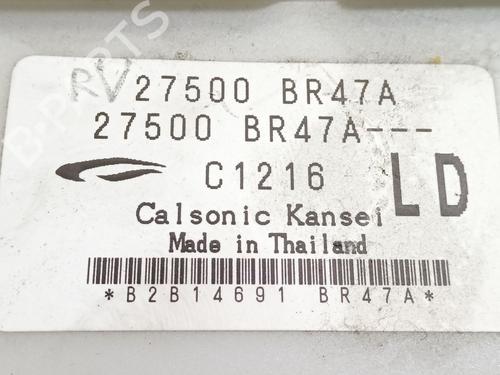 B-PARTS
RV 27500 BR47A
27500 BR47A---
C1216
LD
Calsonic Kansei
Made in Thailand
*B2B14691 BR47A*